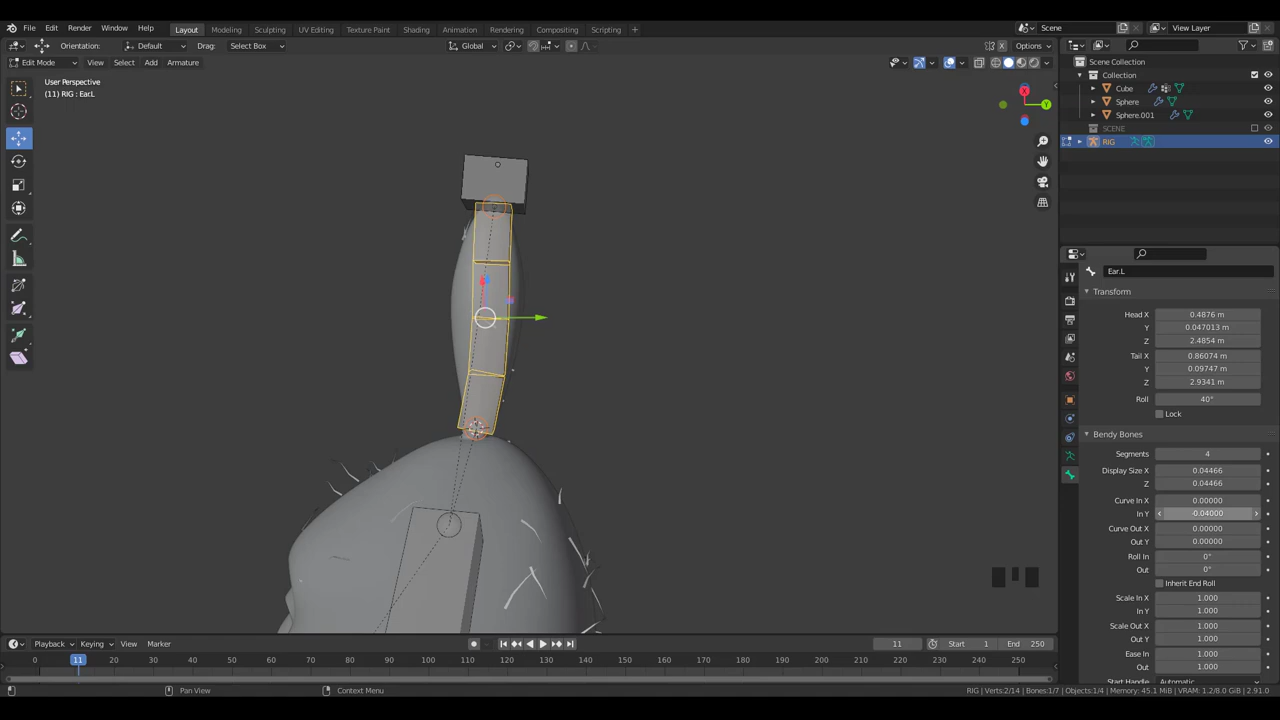 File Edit Render Window Help Layout Modeling Sculpting UV Editing Texture Paint Shading Animation Rendering Compositing Scripting + Scene View Layer
Orientation: Default Drag: Select Box Global Options
Edit Mode View Select Add Armature
User Perspective
(11) RIG : Ear.L
X
Y
Scene Collection
Collection
Cube
Sphere
Sphere.001
SCENE
RIG
Ear.L
Transform
Head X 0.4876 m
Y 0.047013 m
Z 2.4854 m
Tail X 0.86074 m
Y 0.09747 m
Z 2.9341 m
Roll 40°
Lock
Bendy Bones
Segments 4
Display Size X 0.04466
Z 0.04466
Curve In X 0.00000
In Y -0.04000
Curve Out X 0.00000
Out Y 0.00000
Roll In 0°
Out 0°
Inherit End Roll
Scale In X 1.000
In Y 1.000
Scale Out X 1.000
Out Y 1.000
Ease In 1.000
Out 1.000
Start Handle Automatic
Playback Keying View Marker 11 Start 1 End 250
0 11 20 30 40 50 60 70 80 90 100 110 120 130 140 150 160 170 180 190 200 210 220 230 240 250
Pan View Context Menu RIG | Verts:2/14 | Bones:1/7 | Objects:1/4 | Memory: 45.1 MiB | VRAM: 1.2/8.0 GiB | 2.91.0